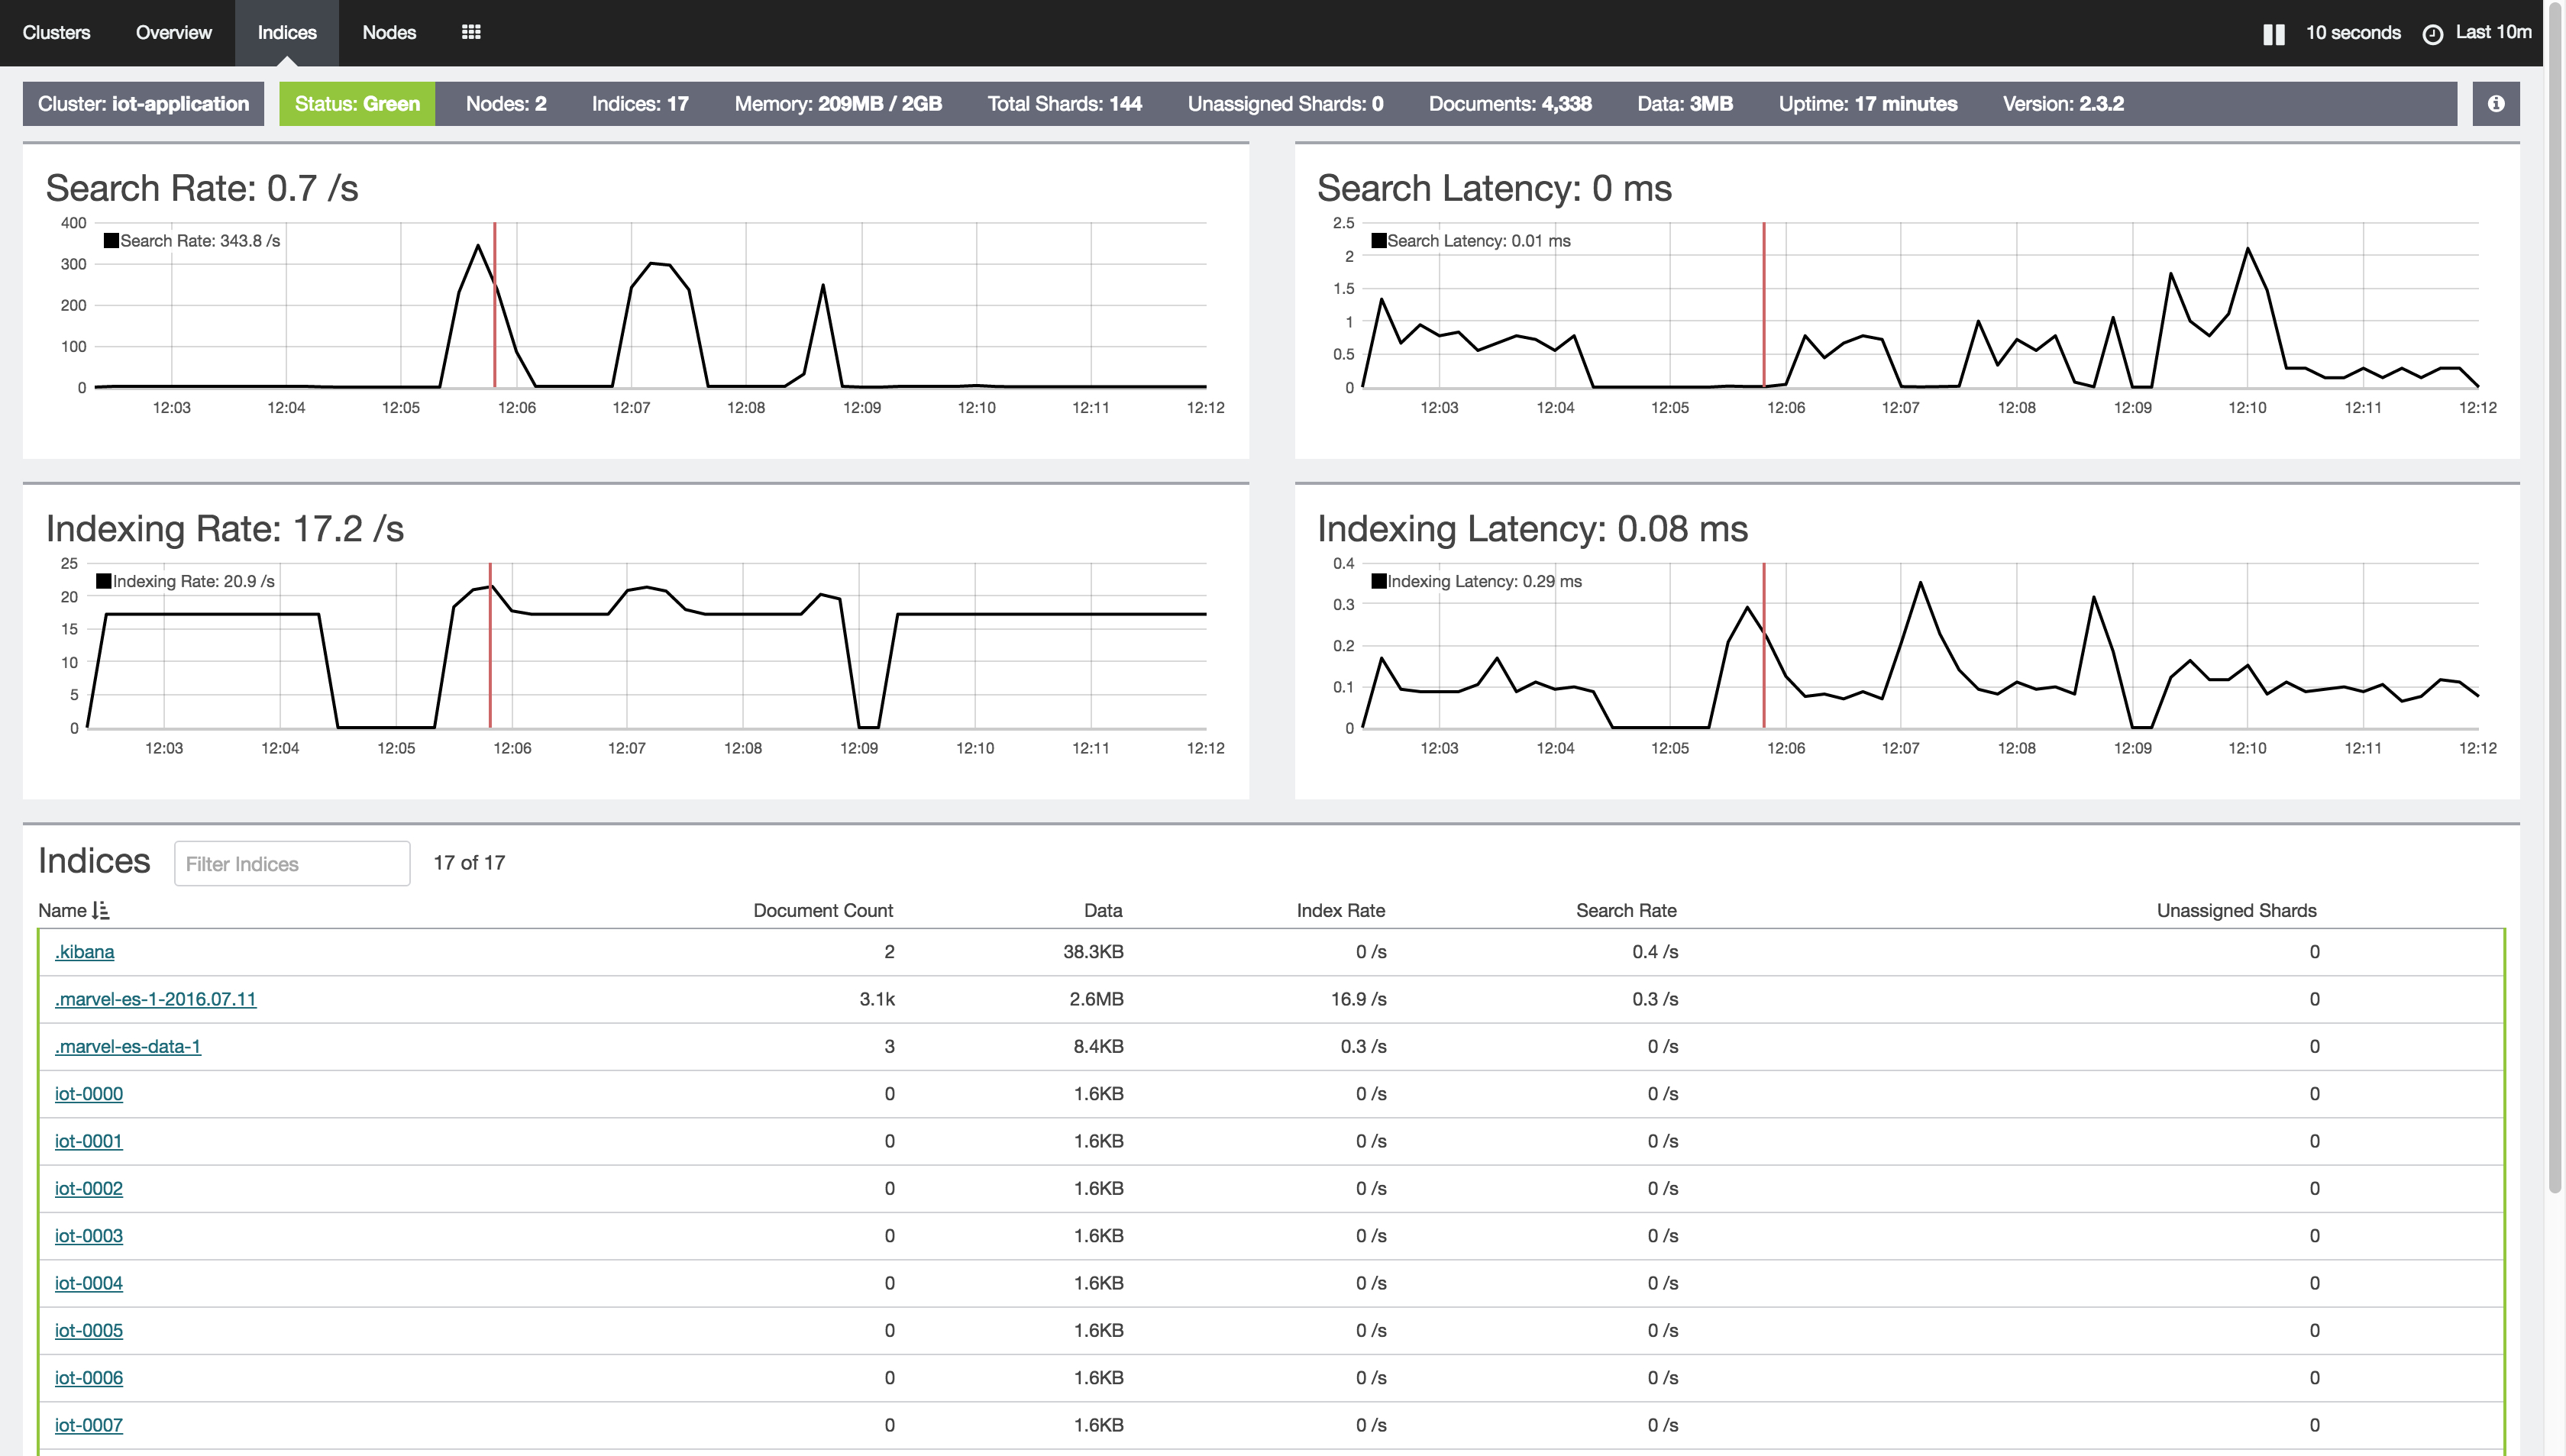 Clusters Overview Indices Nodes 10 seconds Last 10m
Cluster: iot-application Status: Green Nodes: 2 Indices: 17 Memory: 209MB / 2GB Total Shards: 144 Unassigned Shards: 0 Documents: 4,338 Data: 3MB Uptime: 17 minutes Version: 2.3.2
Search Rate: 0.7 /s
400
300
200
100
0
Search Rate: 343.8 /s
12:03 12:04 12:05 12:06 12:07 12:08 12:09 12:10 12:11 12:12
Search Latency: 0 ms
2.5
2
1.5
1
0.5
0
Search Latency: 0.01 ms
12:03 12:04 12:05 12:06 12:07 12:08 12:09 12:10 12:11 12:12
Indexing Rate: 17.2 /s
25
20
15
10
5
0
Indexing Rate: 20.9 /s
12:03 12:04 12:05 12:06 12:07 12:08 12:09 12:10 12:11 12:12
Indexing Latency: 0.08 ms
0.4
0.3
0.2
0.1
0
Indexing Latency: 0.29 ms
12:03 12:04 12:05 12:06 12:07 12:08 12:09 12:10 12:11 12:12
Indices Filter Indices 17 of 17
Name Document Count Data Index Rate Search Rate Unassigned Shards
.kibana 2 38.3KB 0 /s 0.4 /s 0
.marvel-es-1-2016.07.11 3.1k 2.6MB 16.9 /s 0.3 /s 0
.marvel-es-data-1 3 8.4KB 0.3 /s 0 /s 0
iot-0000 0 1.6KB 0 /s 0 /s 0
iot-0001 0 1.6KB 0 /s 0 /s 0
iot-0002 0 1.6KB 0 /s 0 /s 0
iot-0003 0 1.6KB 0 /s 0 /s 0
iot-0004 0 1.6KB 0 /s 0 /s 0
iot-0005 0 1.6KB 0 /s 0 /s 0
iot-0006 0 1.6KB 0 /s 0 /s 0
iot-0007 0 1.6KB 0 /s 0 /s 0